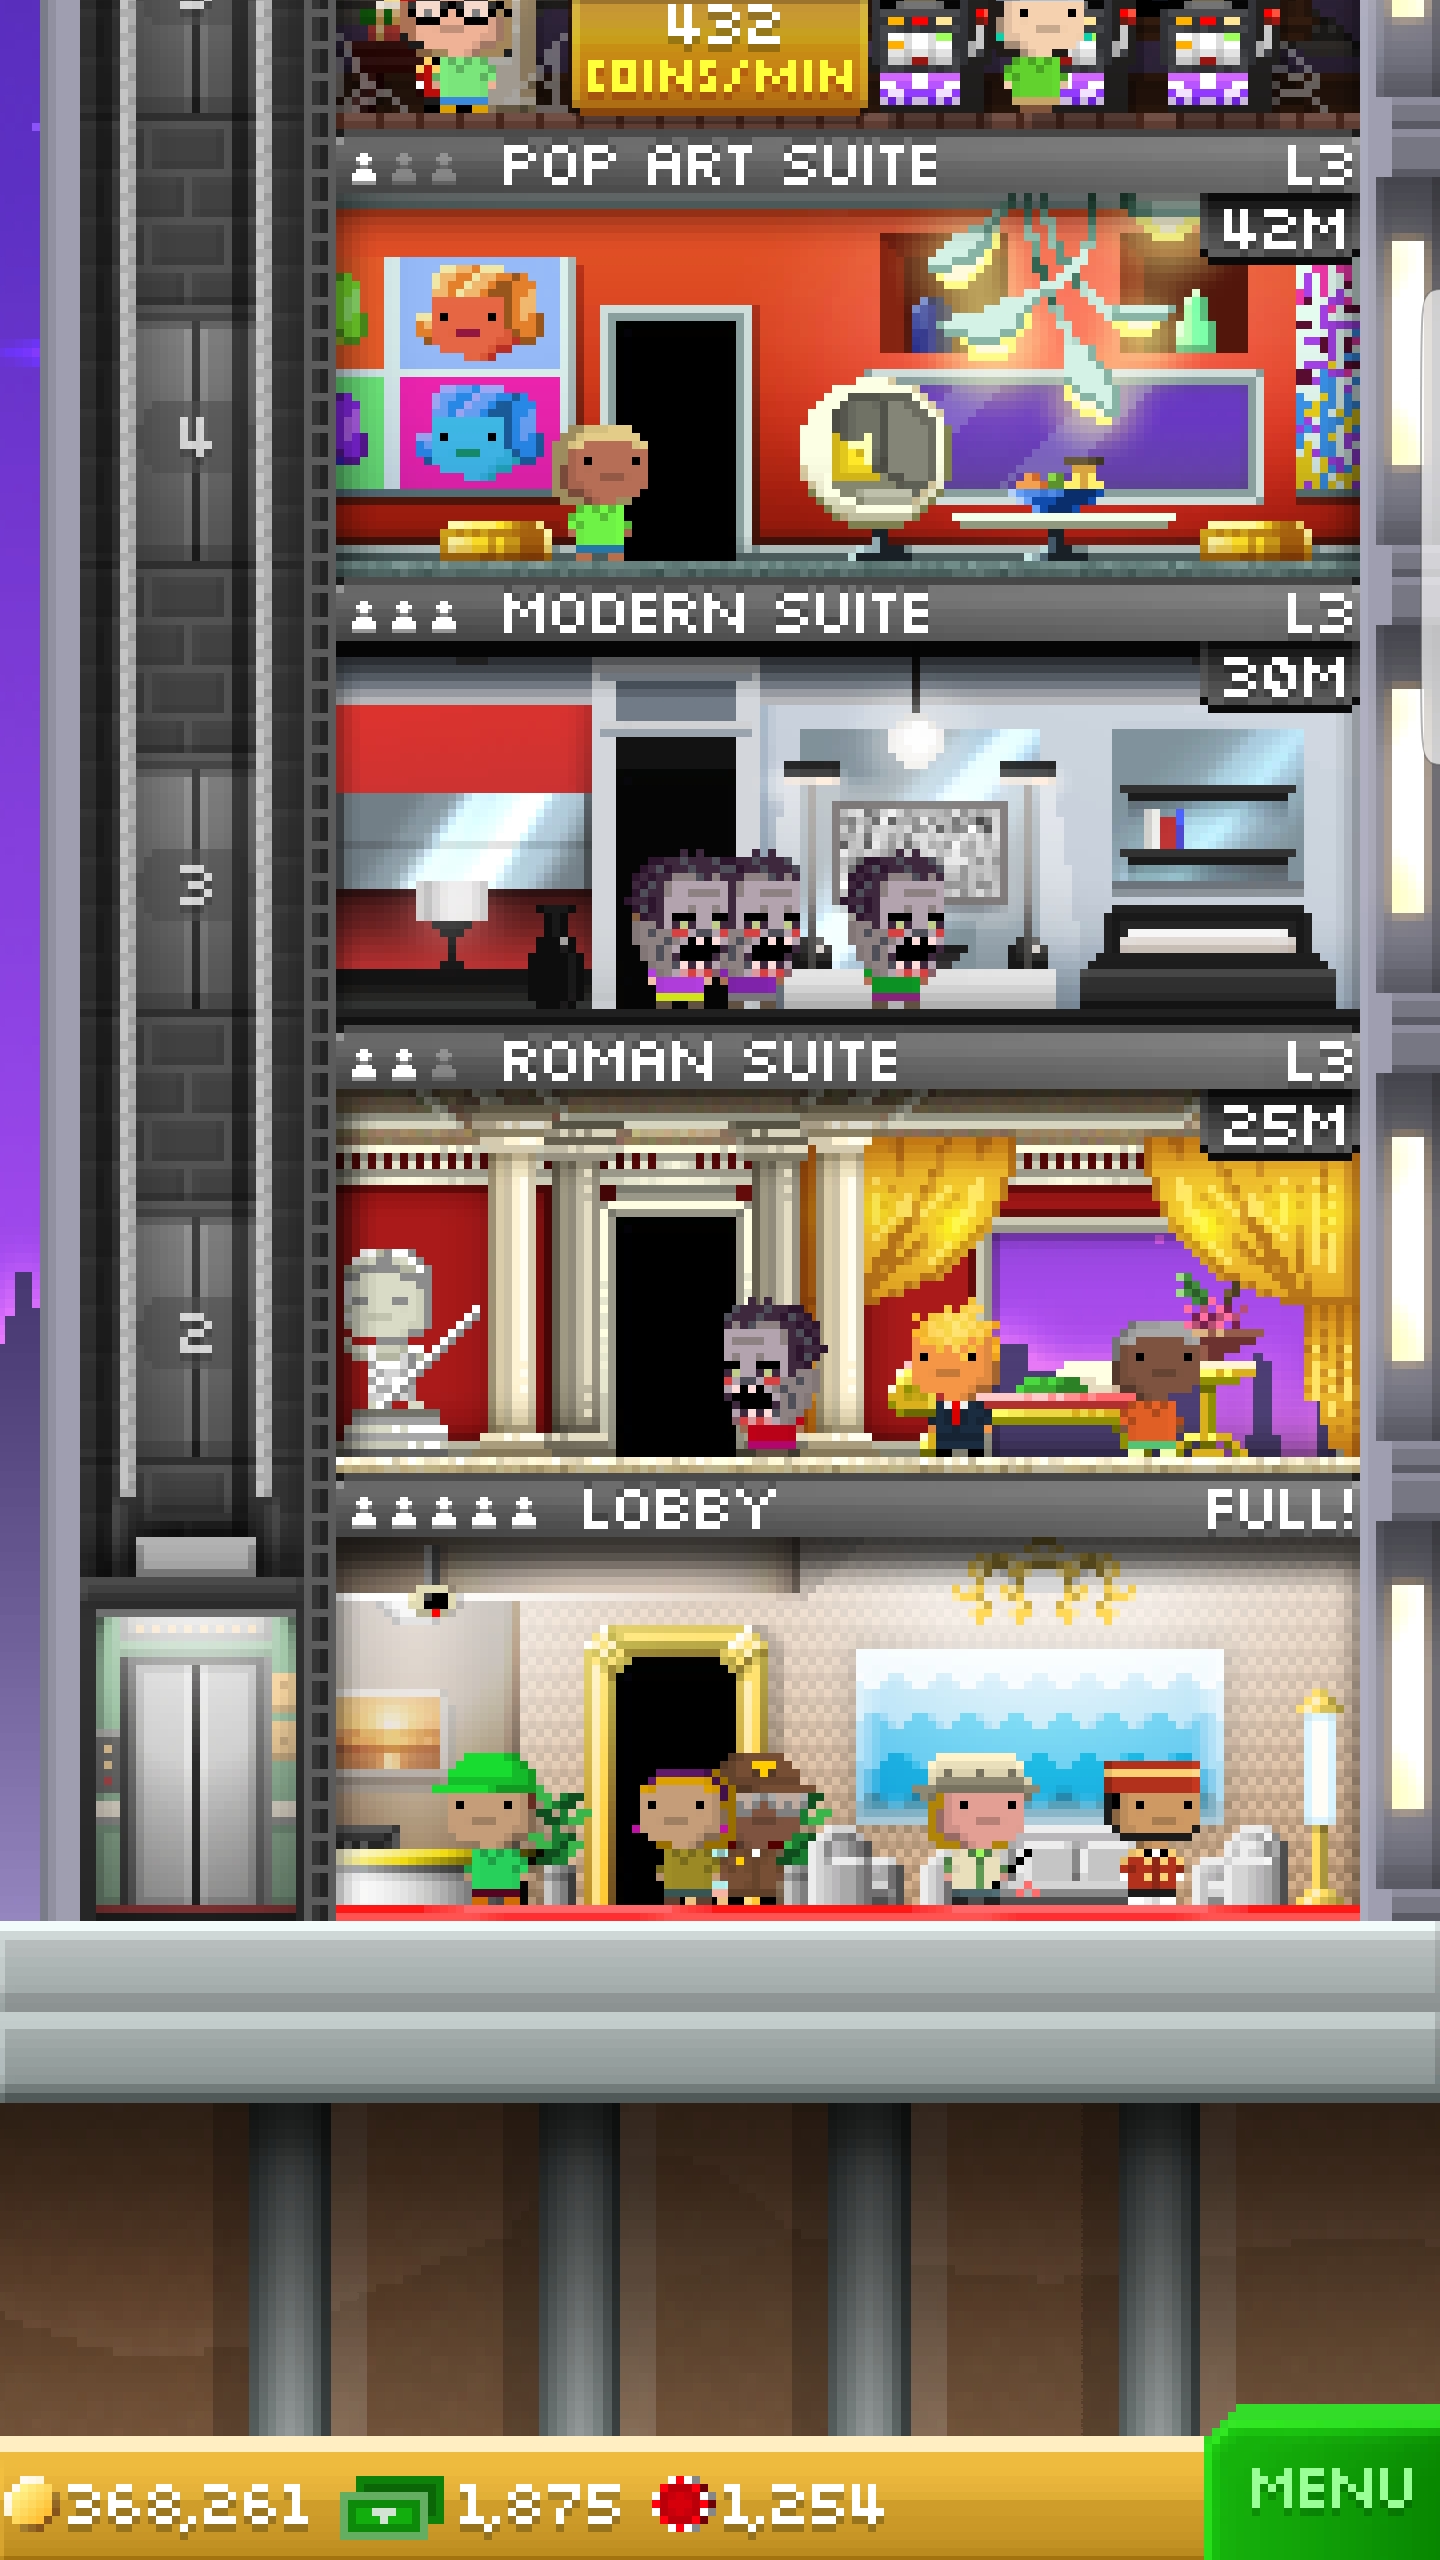 432
COINS/MIN
POP ART SUITE L3
42M
4
MODERN SUITE L3
30M
3
ROMAN SUITE L3
25M
2
LOBBY FULL!
368,261 1,875 1,254 MENU